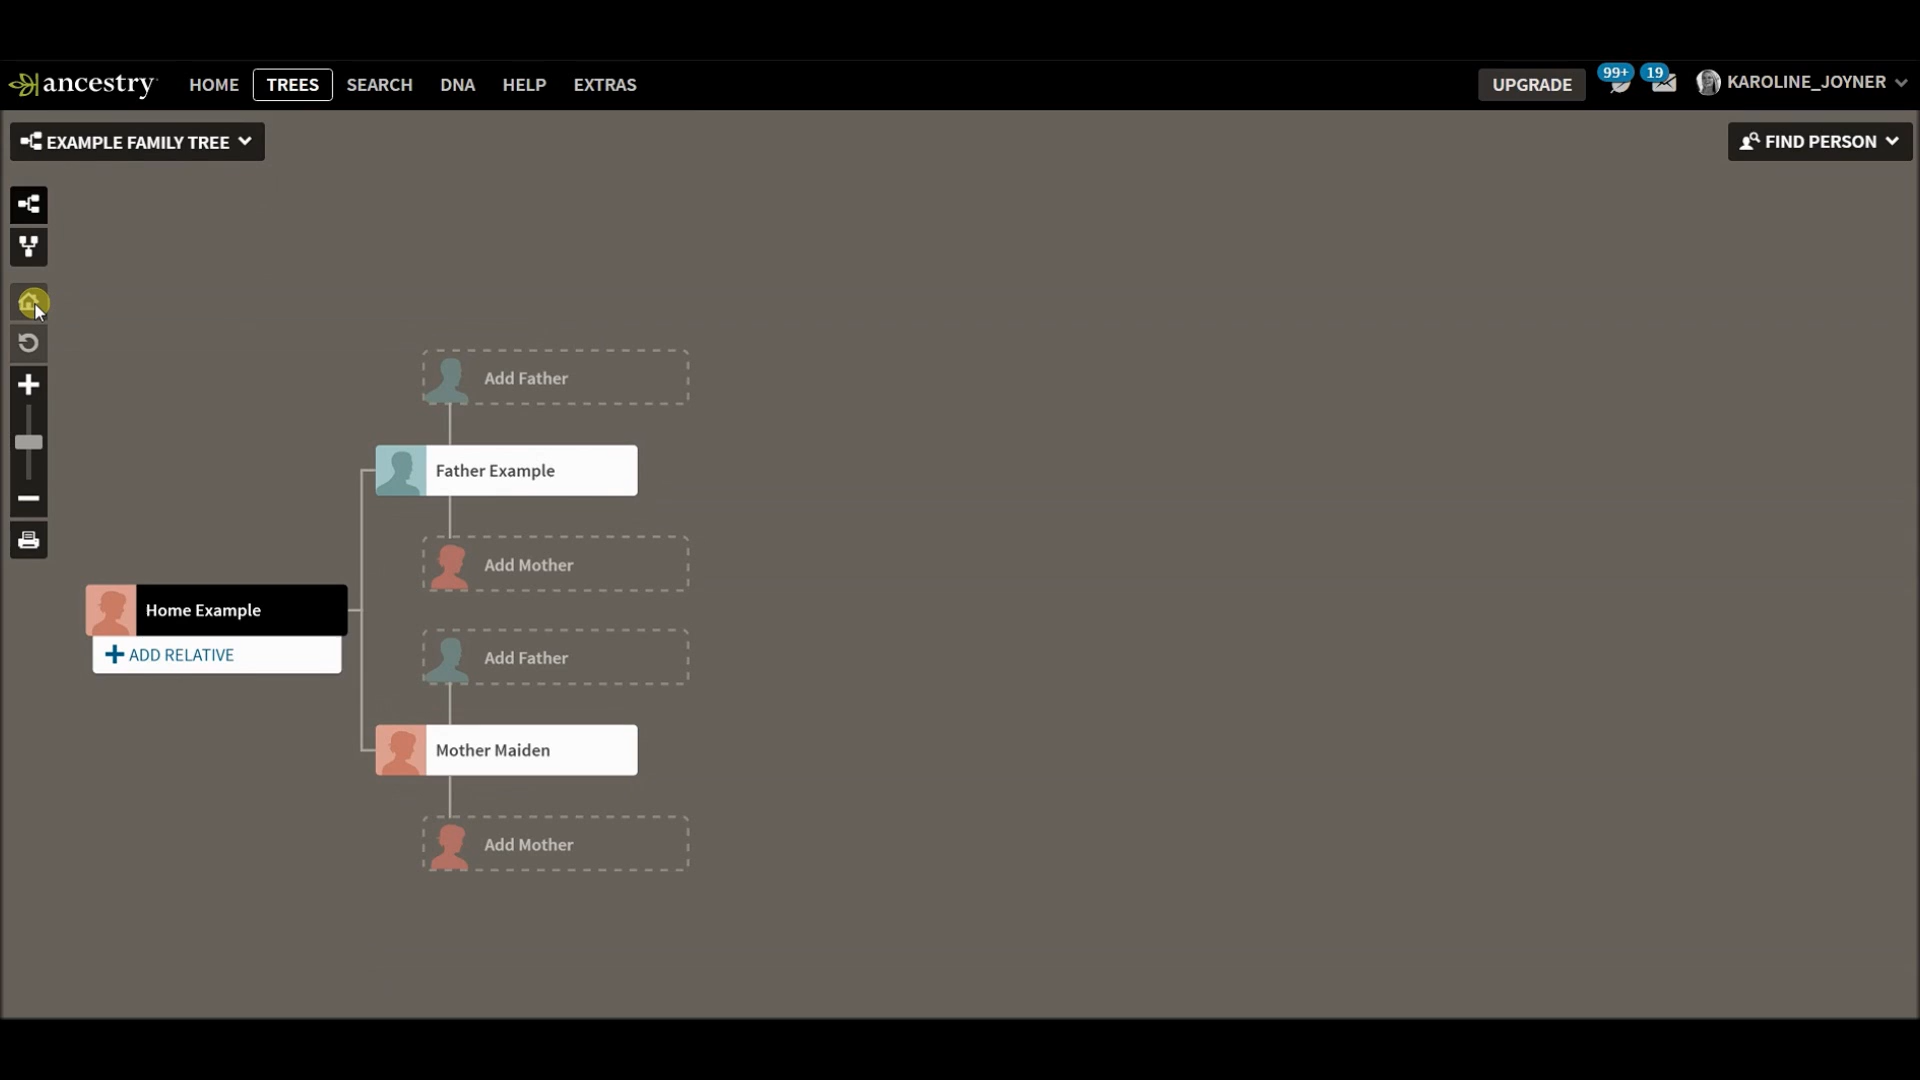 ancestry
HOME TREES SEARCH DNA HELP EXTRAS
UPGRADE 99+ 19 KAROLINE_JOYNER
EXAMPLE FAMILY TREE
FIND PERSON
Add Father
Father Example
Add Mother
Home Example
ADD RELATIVE
Add Father
Mother Maiden
Add Mother